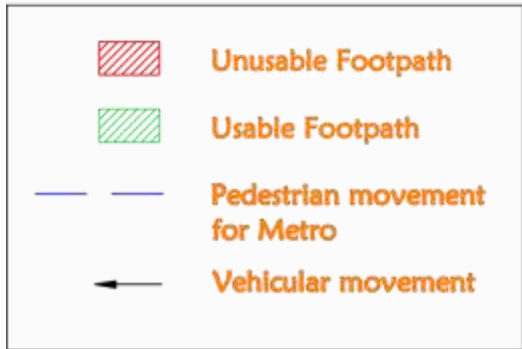 Unusable Footpath
Usable Footpath
Pedestrian movement
for Metro
Vehicular movement